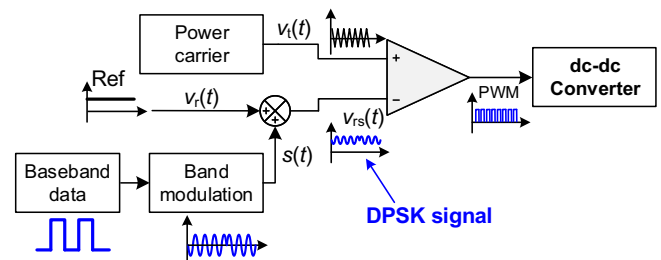 Power
carrier
vt(t)
+
−
dc-dc
Converter
PWM
Ref
vr(t)
+
+
vrs(t)
s(t)
Baseband
data
Band
modulation
DPSK signal